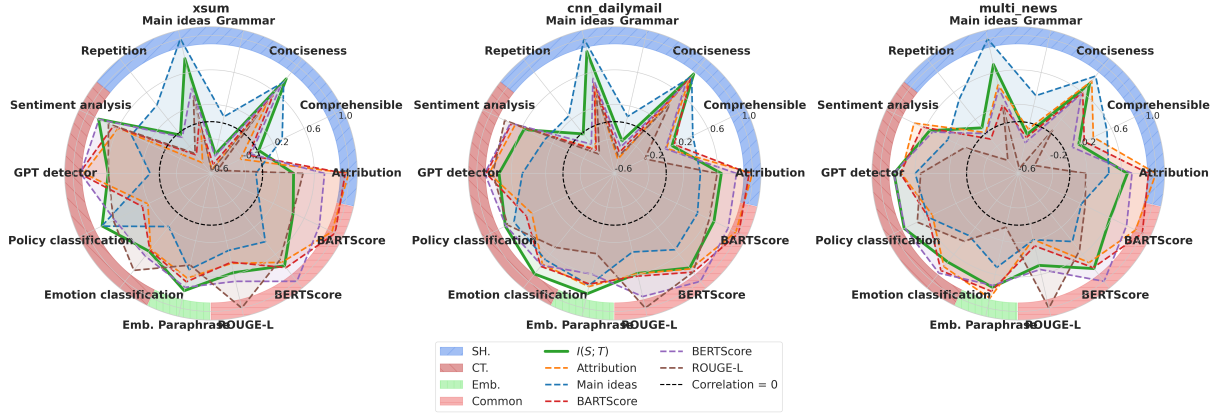 xsum
Main ideas Grammar
Repetition
Conciseness
Sentiment analysis
Comprehensible
GPT detector
Attribution
Policy classification
BARTScore
Emotion classification
BERTScore
Emb. Paraphrase
ROUGE-L
-0.6
-0.2
0.2
0.6
1.0
cnn_dailymail
Main ideas Grammar
Repetition
Conciseness
Sentiment analysis
Comprehensible
GPT detector
Attribution
Policy classification
BARTScore
Emotion classification
BERTScore
Emb. Paraphrase
ROUGE-L
-0.6
-0.2
0.2
0.6
1.0
multi_news
Main ideas Grammar
Repetition
Conciseness
Sentiment analysis
Comprehensible
GPT detector
Attribution
Policy classification
BARTScore
Emotion classification
BERTScore
Emb. Paraphrase
ROUGE-L
-0.6
-0.2
0.2
0.6
1.0
SH.
CT.
Emb.
Common
I(S; T)
Attribution
Main ideas
BARTScore
BERTScore
ROUGE-L
Correlation = 0